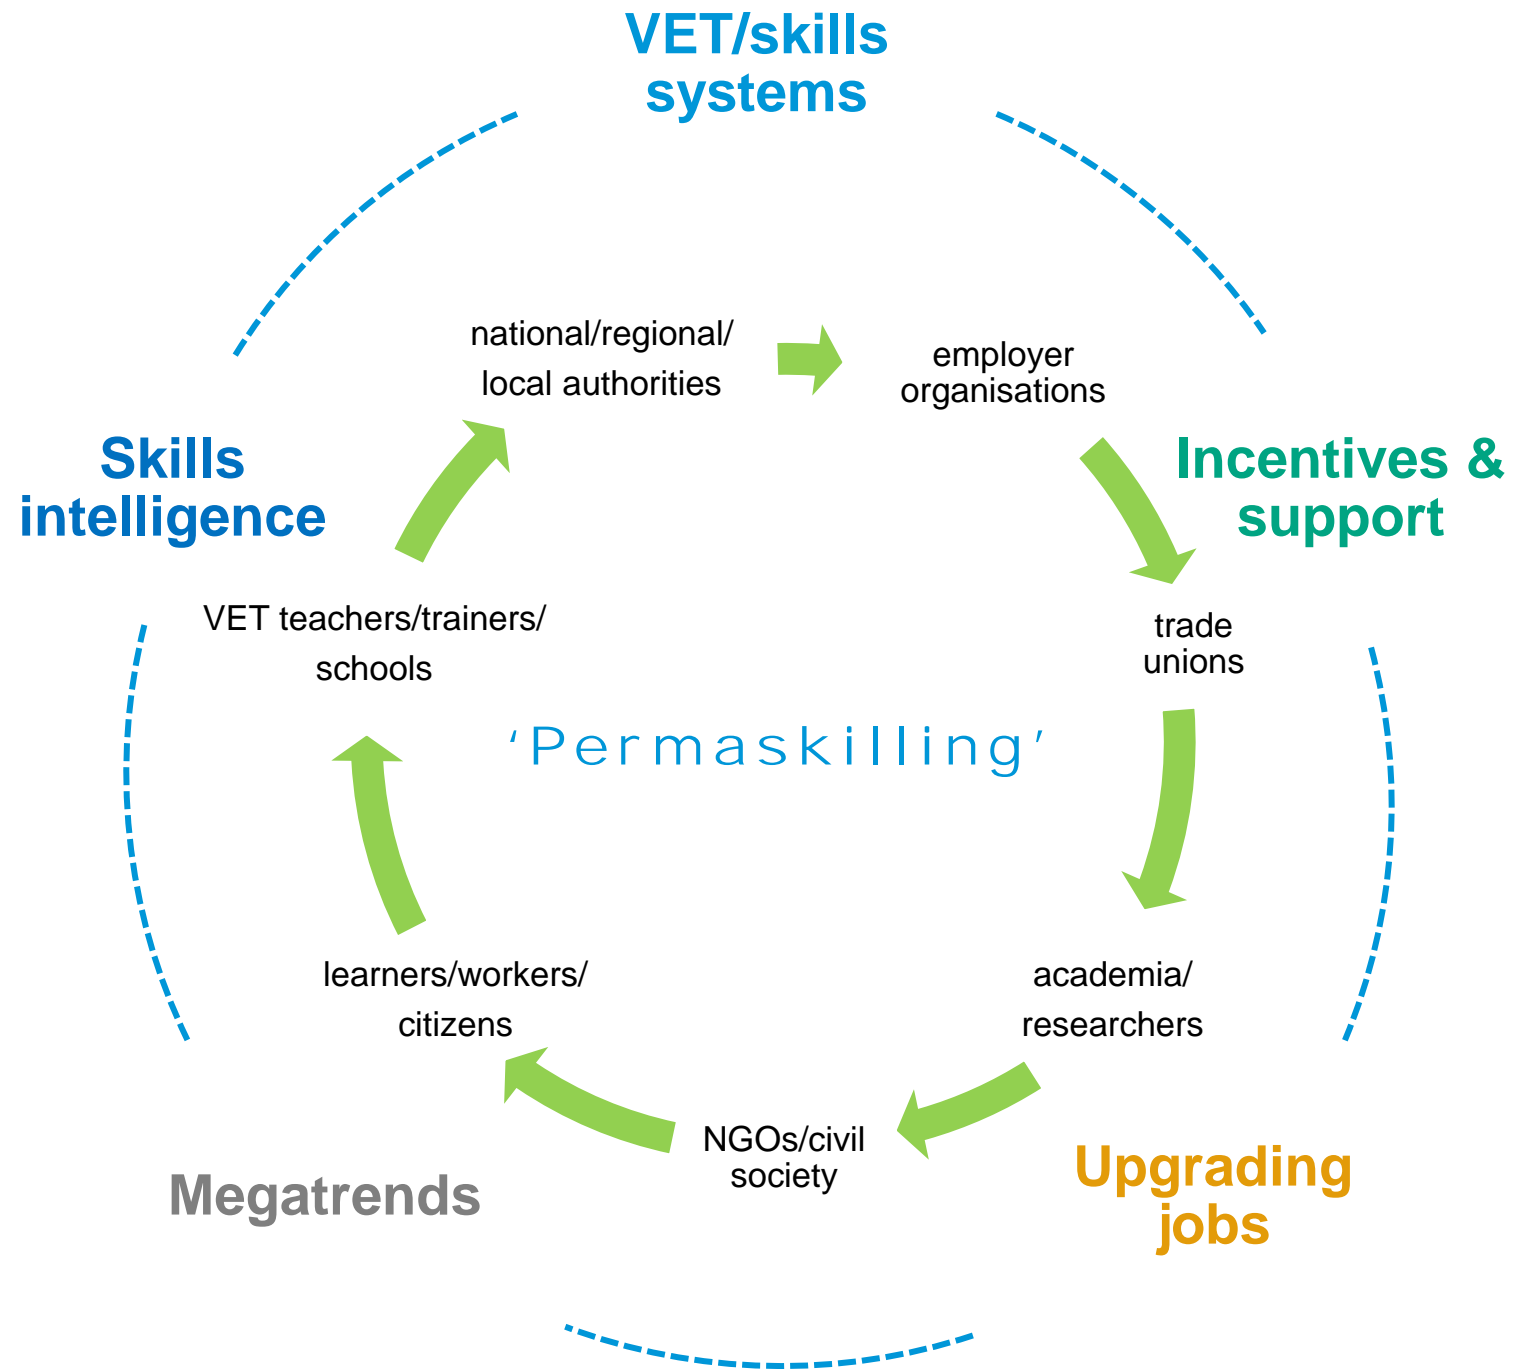 VET/skills
systems
national/regional/
local authorities
employer
organisations
Skills
intelligence
Incentives &
support
VET teachers/trainers/
schools
trade
unions
'Permaskilling'
learners/workers/
citizens
academia/
researchers
NGOs/civil
society
Megatrends
Upgrading
jobs